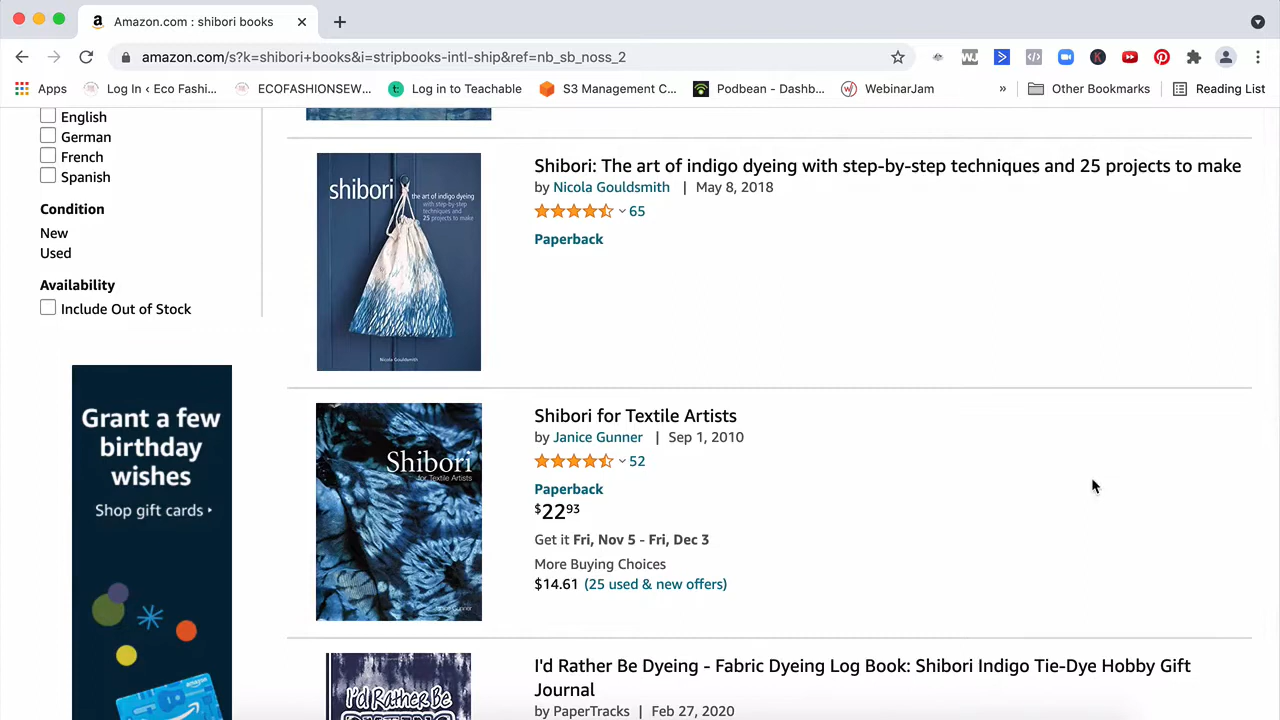 Amazon.com : shibori books
amazon.com/s?k=shibori+books&i=stripbooks-intl-ship&ref=nb_sb_noss_2
Apps
Log In ‹ Eco Fashi...
ECOFASHIONSEW...
Log in to Teachable
S3 Management C...
Podbean - Dashb...
WebinarJam
»
Other Bookmarks
Reading List
English
German
French
Spanish
Condition
New
Used
Availability
Include Out of Stock
Grant a few
birthday
wishes
Shop gift cards ›
amazon
shibori
the art of indigo dyeing
with step-by-step
techniques and
25 projects to make
Nicola Gouldsmith
Shibori: The art of indigo dyeing with step-by-step techniques and 25 projects to make
by Nicola Gouldsmith | May 8, 2018
65
Paperback
Shibori
for Textile Artists
Janice Gunner
Shibori for Textile Artists
by Janice Gunner | Sep 1, 2010
52
Paperback
$22.93
Get it Fri, Nov 5 - Fri, Dec 3
More Buying Choices
$14.61 (25 used & new offers)
I'd Rather Be
I'd Rather Be Dyeing - Fabric Dyeing Log Book: Shibori Indigo Tie-Dye Hobby Gift
Journal
by PaperTracks | Feb 27, 2020